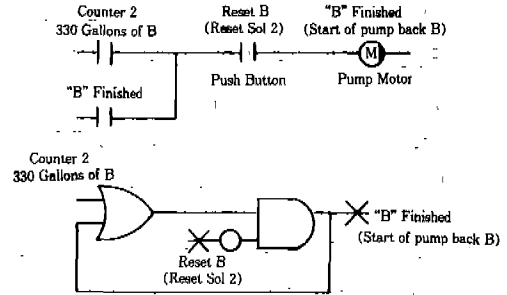 Counter 2
330 Gallons of B
Reset B
(Reset Sol 2)
"B" Finished
(Start of pump back B)
M
Push Button
Pump Motor
"B" Finished
Counter 2
330 Gallons of B
"B" Finished
(Start of pump back B)
Reset B
(Reset Sol 2)